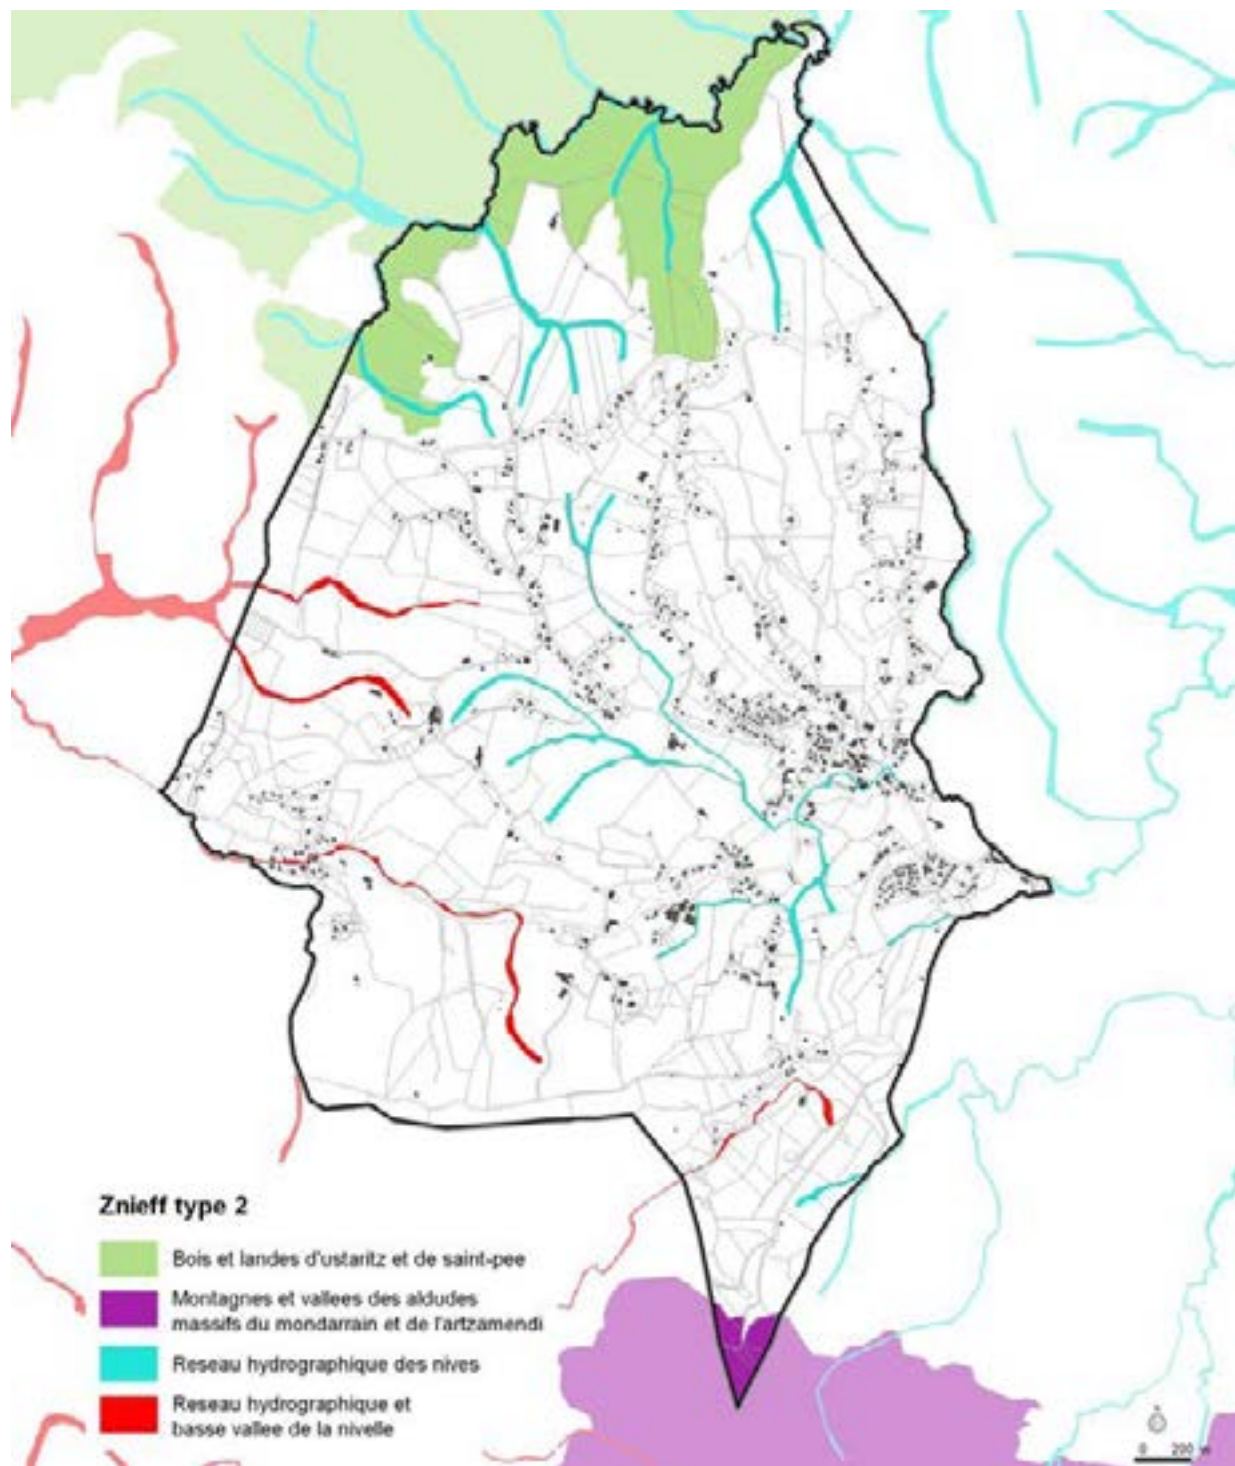 Znieff type 2
Bois et landes d'ustaritz et de saint-pee
Montagnes et vallees des aldudes
massifs du mondarrain et de l'artzamendi
Reseau hydrographique des nives
Reseau hydrographique et
basse vallee de la nivelle
0 200 m